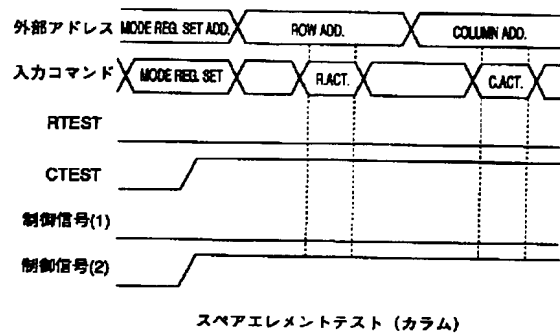 外部アドレス MODE REG. SET ADD. ROW ADD. COLUMN ADD.
入力コマンド MODE REG. SET R.ACT. C.ACT.
RTEST
CTEST
制御信号(1)
制御信号(2)
スペアエレメントテスト (カラム)